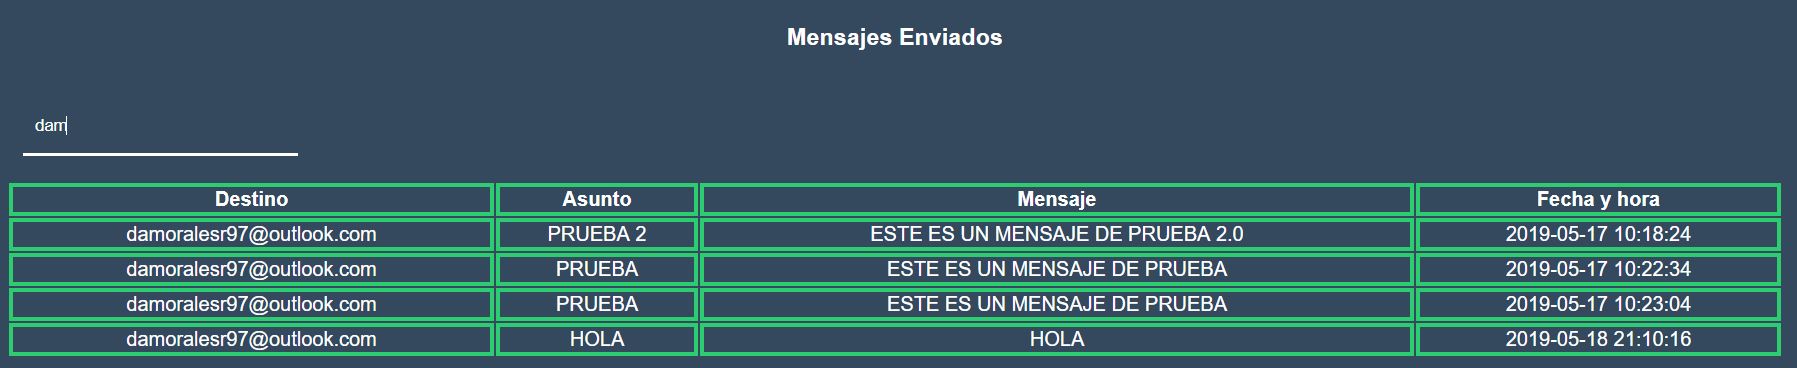 Mensajes Enviados
dam
Destino Asunto Mensaje Fecha y hora
damoralesr97@outlook.com PRUEBA 2 ESTE ES UN MENSAJE DE PRUEBA 2.0 2019-05-17 10:18:24
damoralesr97@outlook.com PRUEBA ESTE ES UN MENSAJE DE PRUEBA 2019-05-17 10:22:34
damoralesr97@outlook.com PRUEBA ESTE ES UN MENSAJE DE PRUEBA 2019-05-17 10:23:04
damoralesr97@outlook.com HOLA HOLA 2019-05-18 21:10:16